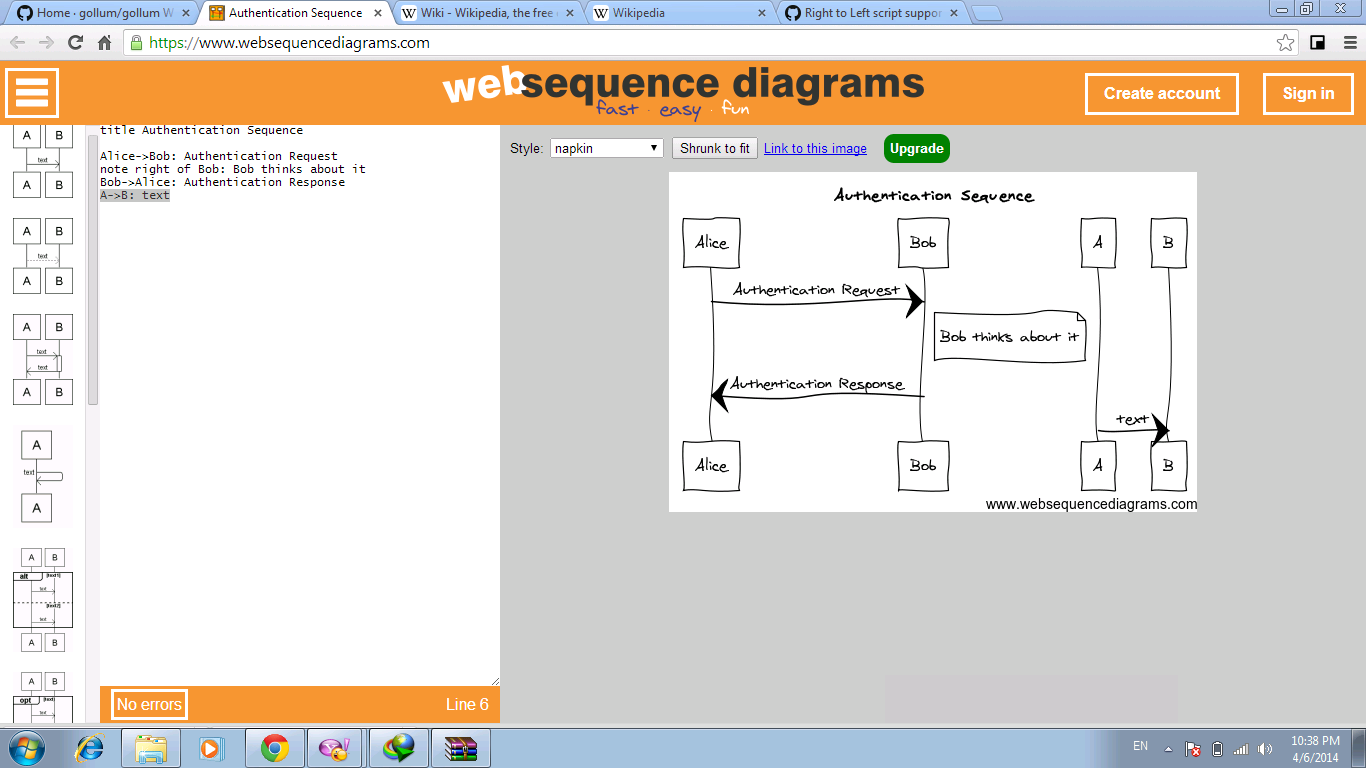 Home · gollum/gollum W
Authentication Sequence
Wiki - Wikipedia, the free
Wikipedia
Right to Left script suppor
https://www.websequencediagrams.com
websequence diagrams
fast · easy · fun
Create account
Sign in
A B
text
A B
A B
text
A B
A B
text
text
A B
A
text
A
A B
alt [text1]
text
[text2]
text
A B
A B
opt [text]
text
title Authentication Sequence
Alice->Bob: Authentication Request
note right of Bob: Bob thinks about it
Bob->Alice: Authentication Response
A->B: text
No errors
Line 6
Style: napkin Shrunk to fit Link to this image Upgrade
Authentication Sequence
Alice Bob A B
Authentication Request
Bob thinks about it
Authentication Response
text
Alice Bob A B
www.websequencediagrams.com
EN
10:38 PM
4/6/2014